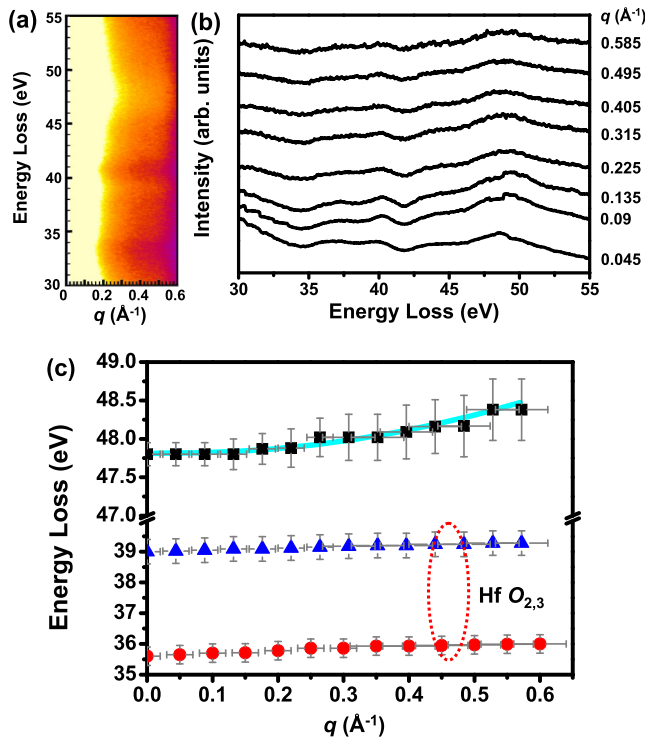 (a)
55
50
45
40
35
30
Energy Loss (eV)
0 0.2 0.4 0.6
q (Å-1)
(b)
q (Å-1)
0.585
0.495
0.405
0.315
0.225
0.135
0.09
0.045
Intensity (arb. units)
30 35 40 45 50 55
Energy Loss (eV)
(c)
49.0
48.5
48.0
47.5
47.0
39
38
37
36
35
Energy Loss (eV)
Hf O2,3
0.0 0.1 0.2 0.3 0.4 0.5 0.6
q (Å-1)